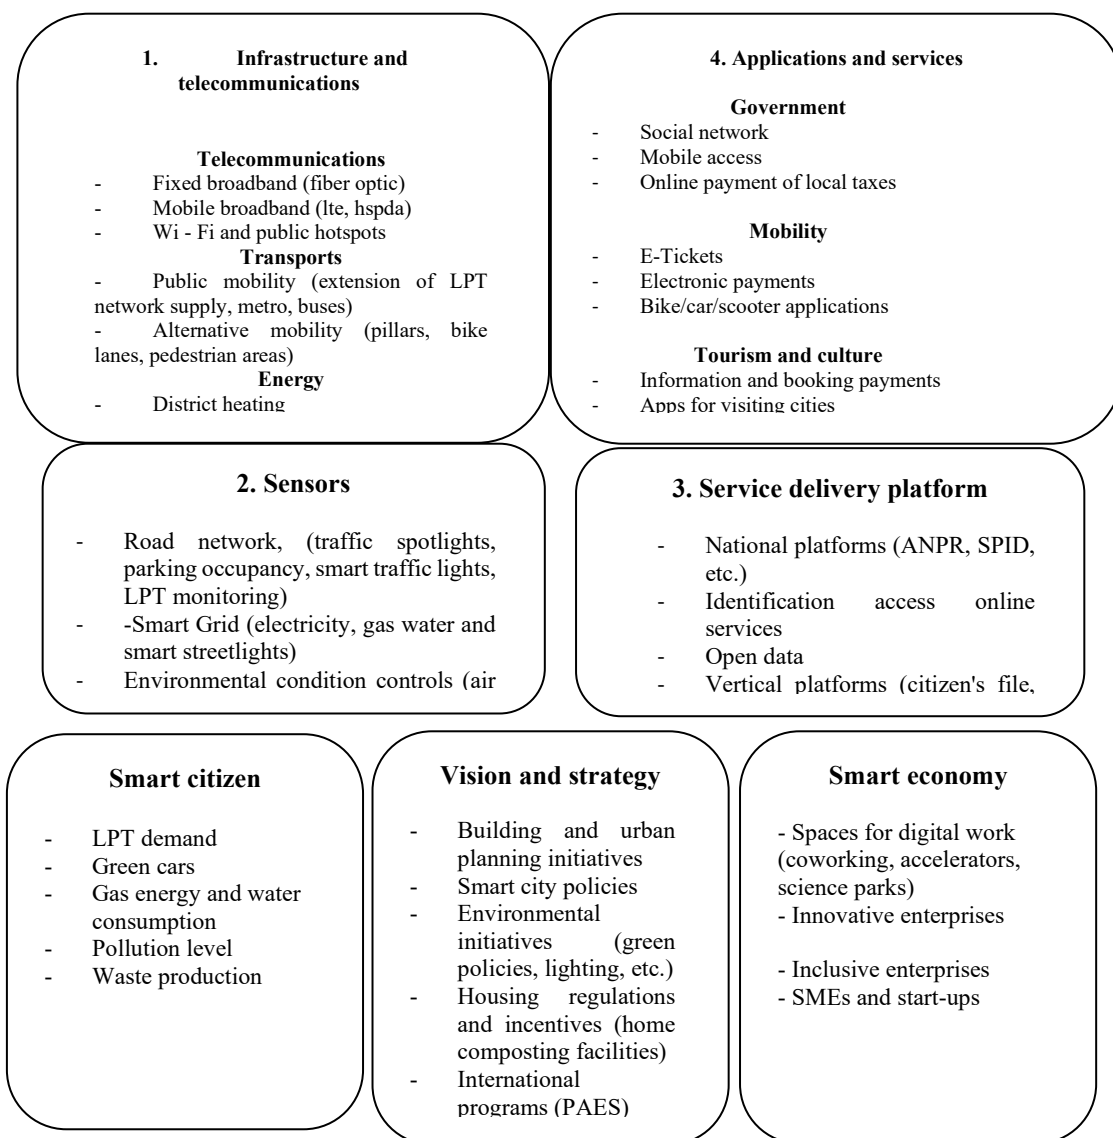 1. Infrastructure and
telecommunications
Telecommunications
- Fixed broadband (fiber optic)
- Mobile broadband (lte, hspda)
- Wi - Fi and public hotspots
Transports
- Public mobility (extension of LPT
network supply, metro, buses)
- Alternative mobility (pillars, bike
lanes, pedestrian areas)
Energy
- District heating
4. Applications and services
Government
- Social network
- Mobile access
- Online payment of local taxes
Mobility
- E-Tickets
- Electronic payments
- Bike/car/scooter applications
Tourism and culture
- Information and booking payments
- Apps for visiting cities
2. Sensors
- Road network, (traffic spotlights,
parking occupancy, smart traffic lights,
LPT monitoring)
- -Smart Grid (electricity, gas water and
smart streetlights)
- Environmental condition controls (air
3. Service delivery platform
- National platforms (ANPR, SPID,
etc.)
- Identification access online
services
- Open data
- Vertical platforms (citizen's file,
Smart citizen
- LPT demand
- Green cars
- Gas energy and water
consumption
- Pollution level
- Waste production
Vision and strategy
- Building and urban
planning initiatives
- Smart city policies
- Environmental
initiatives (green
policies, lighting, etc.)
- Housing regulations
and incentives (home
composting facilities)
- International
programs (PAES)
Smart economy
- Spaces for digital work
(coworking, accelerators,
science parks)
- Innovative enterprises
- Inclusive enterprises
- SMEs and start-ups